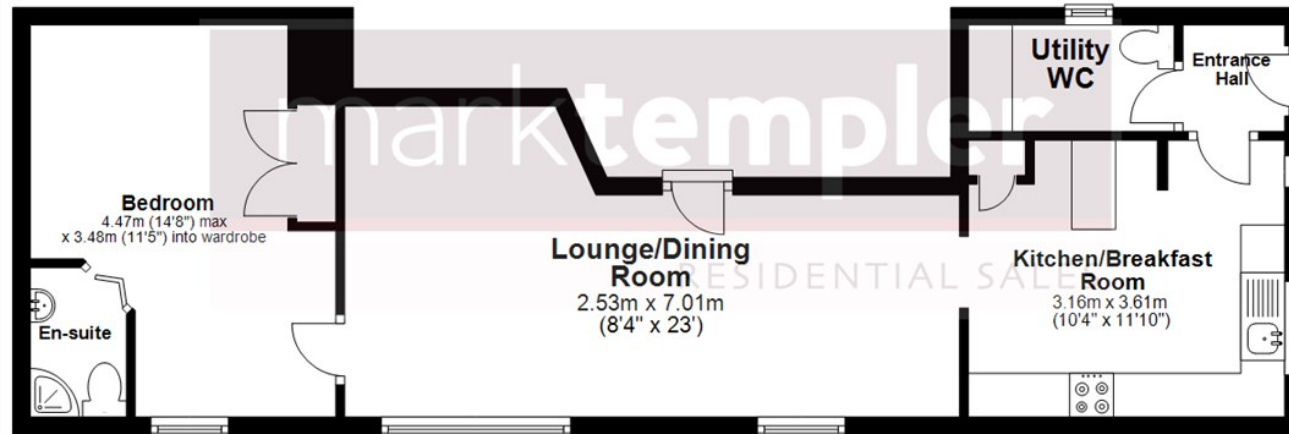 Bedroom
4.47m (14'8") max
x 3.48m (11'5") into wardrobe
En-suite
marktempler
RESIDENTIAL SALES
Lounge/Dining
Room
2.53m x 7.01m
(8'4" x 23')
Utility
WC
Entrance
Hall
Kitchen/Breakfast
Room
3.16m x 3.61m
(10'4" x 11'10")